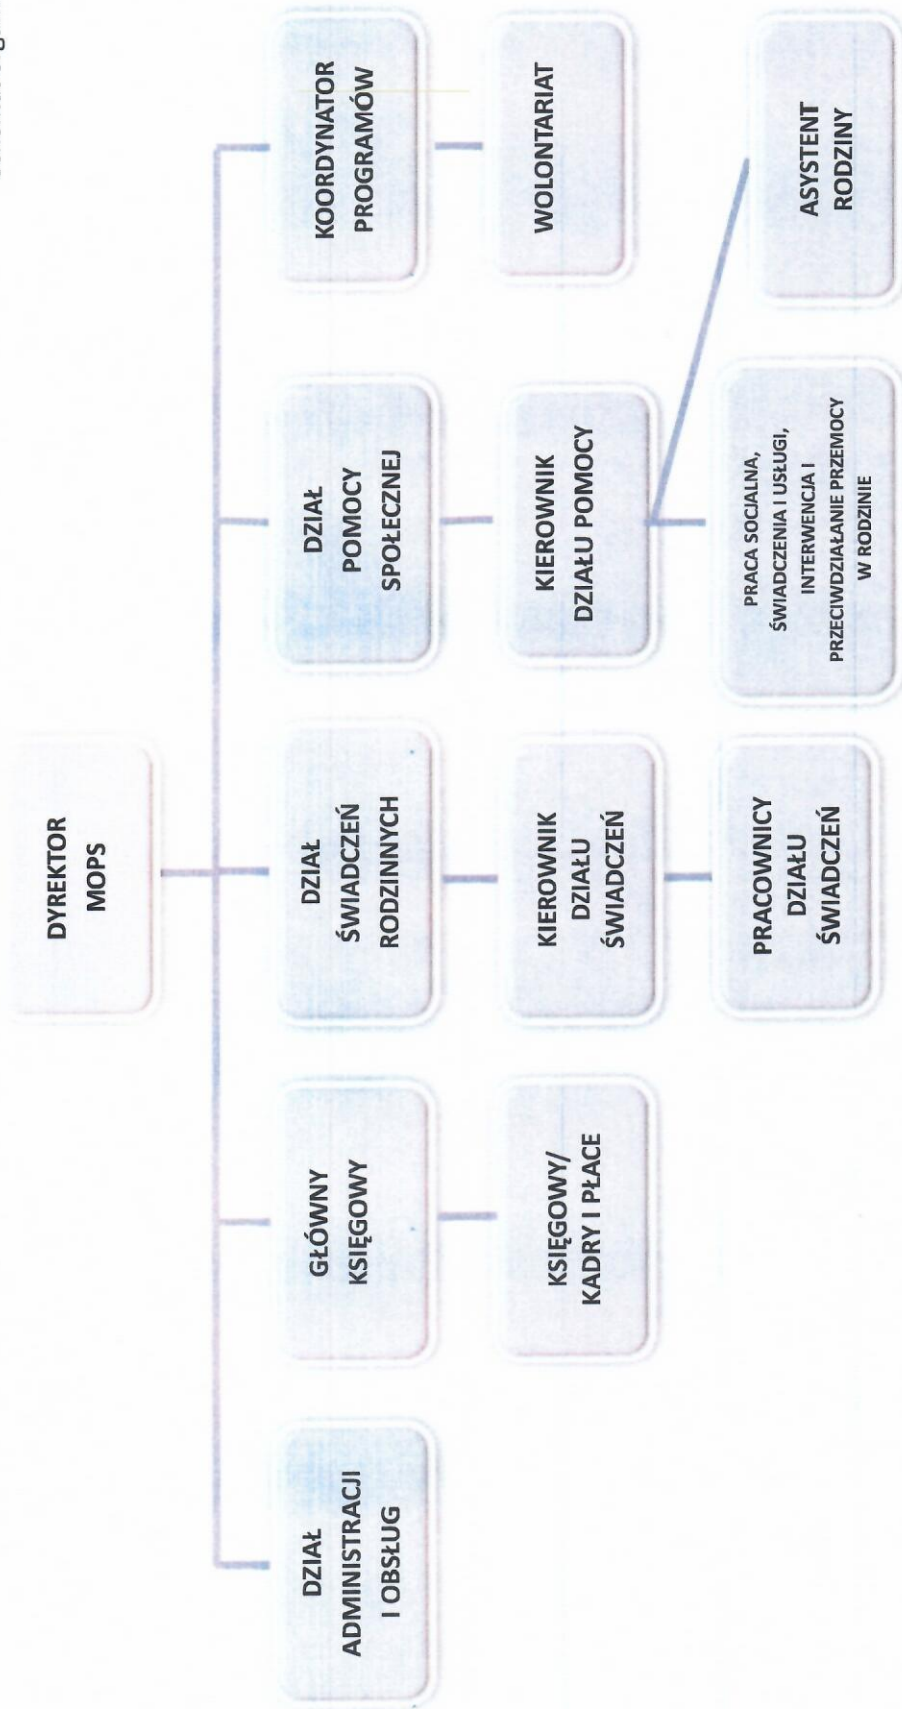 DYREKTOR
MOPS
DZIAŁ
ADMINISTRACJI
I OBSŁUG
GŁÓWNY
KSIĘGOWY
DZIAŁ
ŚWIADCZEŃ
RODZINNYCH
DZIAŁ
POMOCY
SPOŁECZNEJ
KOORDYNATOR
PROGRAMÓW
KSIĘGOWY/
KADRY I PŁACE
KIEROWNIK
DZIAŁU
ŚWIADCZEŃ
KIEROWNIK
DZIAŁU POMOCY
WOLONTARIAT
PRACOWNICY
DZIAŁU
ŚWIADCZEŃ
PRACA SOCJALNA,
ŚWIADCZENIA I USŁUGI,
INTERWENCJA I
PRZECIWDZIAŁANIE PRZEMOCY
W RODZINIE
ASYSTENT
RODZINY